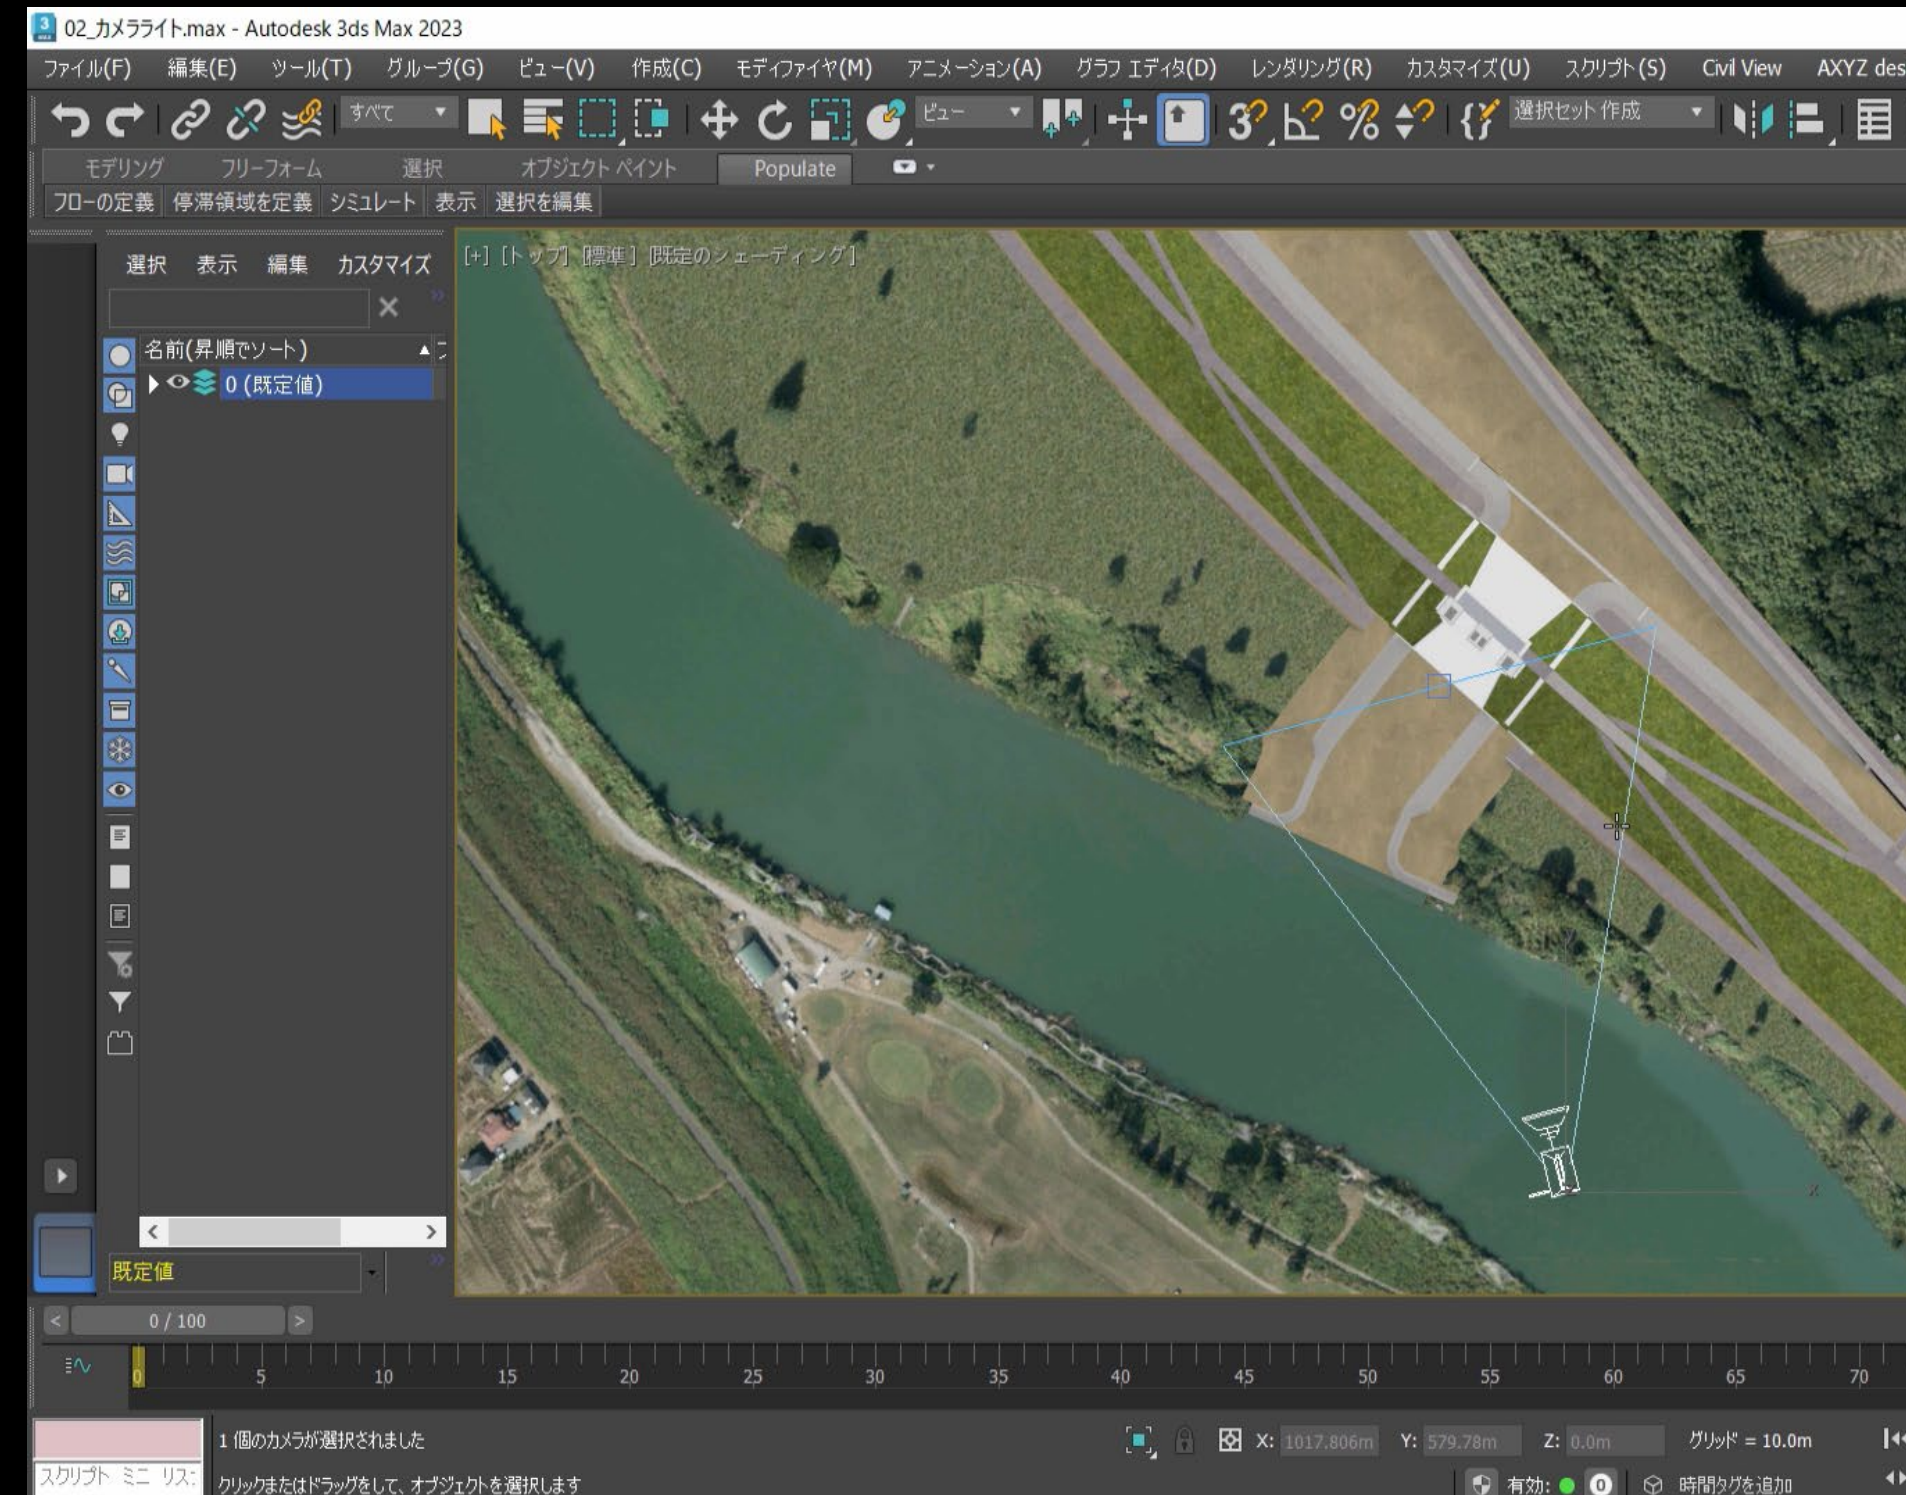 02_カメラライト.max - Autodesk 3ds Max 2023
ファイル(F) 編集(E) ツール(T) グループ(G) ビュー(V) 作成(C) モディファイヤ(M) アニメーション(A) グラフ エディタ(D) レンダリング(R) カスタマイズ(U) スクリプト(S) Civil View AXYZ des
すべて ビュー 選択セット 作成
モデリング フリーフォーム 選択 オブジェクト ペイント Populate
フローの定義 停滞領域を定義 シミュレート 表示 選択を編集
選択 表示 編集 カスタマイズ
[+] [トップ] [標準] [既定のシェーディング]
名前(昇順でソート)
0 (既定値)
既定値
0 / 100
0 5 10 15 20 25 30 35 40 45 50 55 60 65 70
1 個のカメラが選択されました
X: 1017.806m Y: 579.78m Z: 0.0m グリッド = 10.0m
スクリプト ミニ リス
クリックまたはドラッグをして、オブジェクトを選択します
有効: 0 時間タグを追加